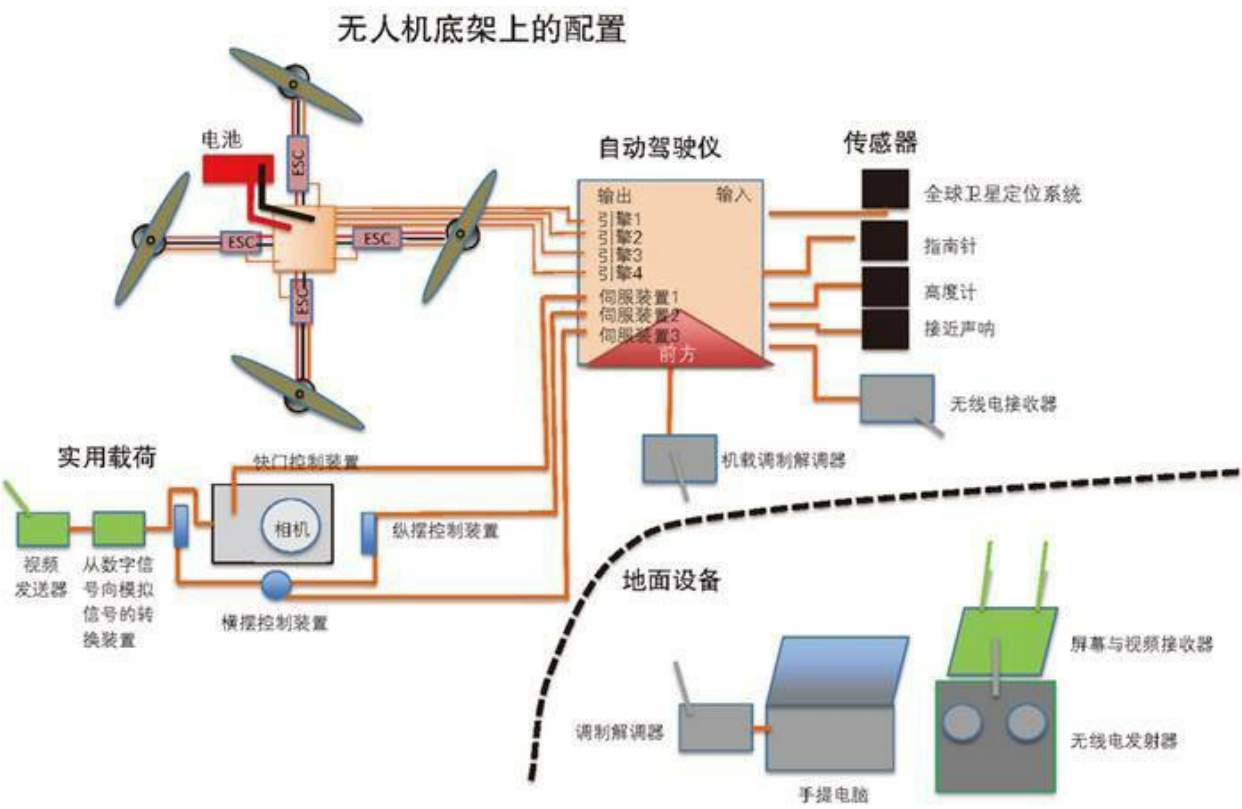 无人机底架上的配置
电池
ESC
ESC
ESC
ESC
自动驾驶仪
输出
输入
引擎1
引擎2
引擎3
引擎4
伺服装置1
伺服装置2
伺服装置3
前方
传感器
全球卫星定位系统
指南针
高度计
接近声呐
无线电接收器
机载调制解调器
实用载荷
快门控制装置
相机
纵摆控制装置
横摆控制装置
视频
发送器
从数字信
号向模拟
信号的转
换装置
地面设备
调制解调器
手提电脑
屏幕与视频接收器
无线电发射器